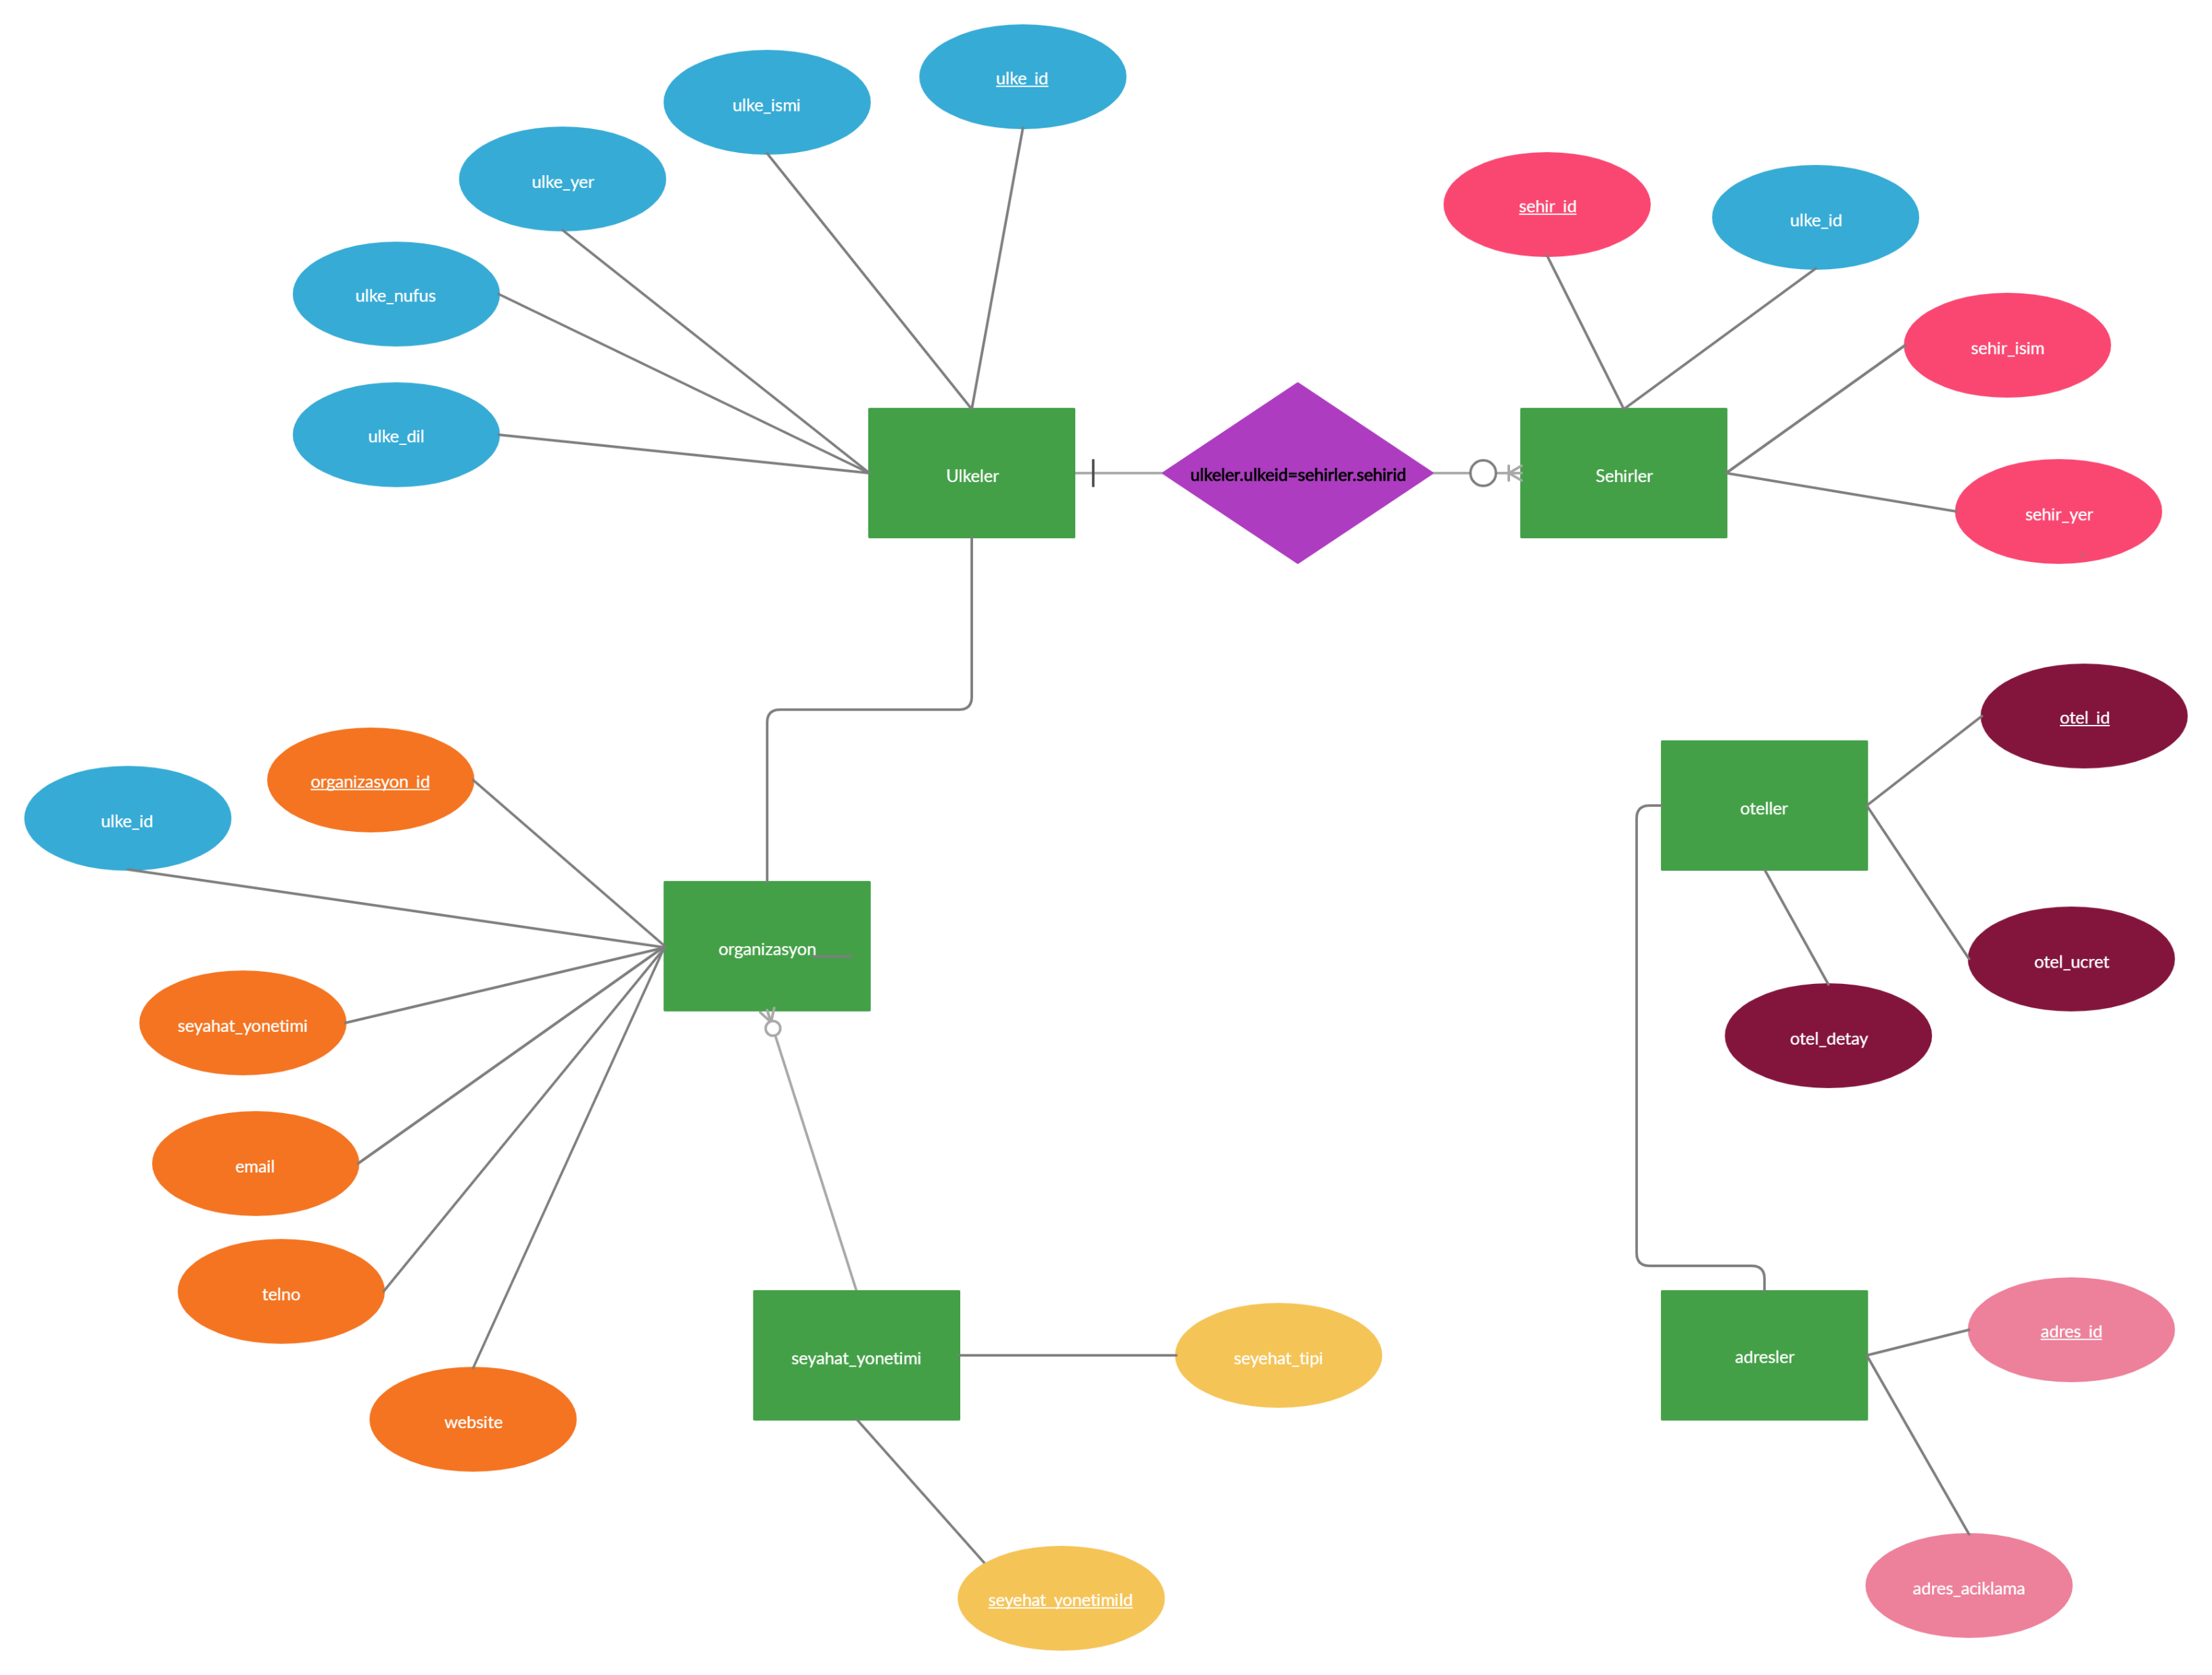 ulke_id
ulke_ismi
ulke_yer
sehir_id
ulke_id
ulke_nufus
sehir_isim
ulke_dil
Ulkeler
ulkeler.ulkeid=sehirler.sehirid
Sehirler
sehir_yer
otel_id
organizasyon_id
oteller
ulke_id
organizasyon
otel_ucret
seyahat_yonetimi
otel_detay
email
telno
adres_id
seyahat_yonetimi
seyehat_tipi
adresler
website
adres_aciklama
seyehat_yonetimiId